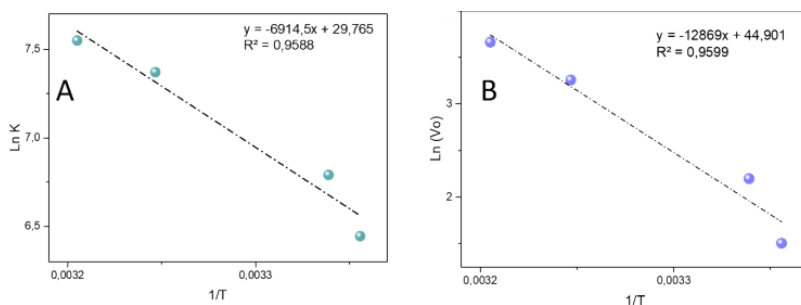 y = -6914,5x + 29,765
R² = 0,9588
7,5
A
7,0
Ln K
6,5
0,0032
0,0033
1/T
y = -12869x + 44,901
R² = 0,9599
B
3
Ln (Vo)
2
0,0032
0,0033
1/T